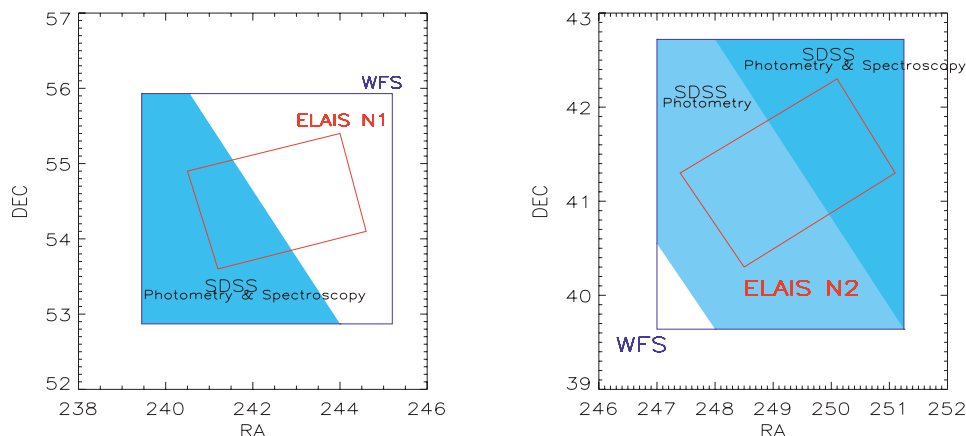 57
56
55
54
53
52
DEC
238
240
242
244
246
RA
WFS
ELAIS N1
SDSS
Photometry & Spectroscopy
43
42
41
40
39
DEC
246
247
248
249
250
251
252
RA
SDSS
Photometry & Spectroscopy
SDSS
Photometry
ELAIS N2
WFS